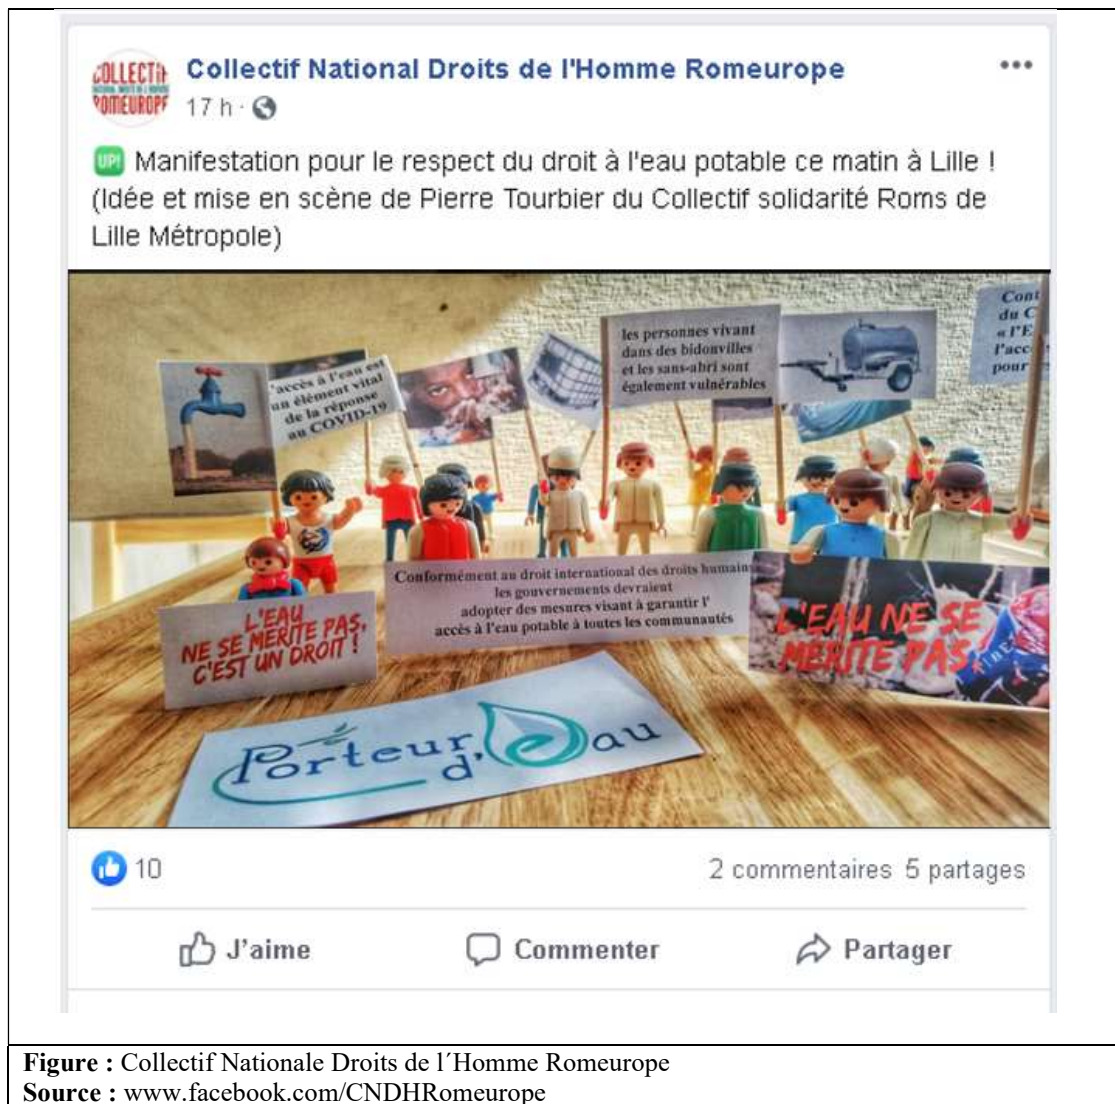 COLLECTIF
ROMEUROPE
Collectif National Droits de l'Homme Romeurope
17 h ·
UP! Manifestation pour le respect du droit à l'eau potable ce matin à Lille !
(Idée et mise en scène de Pierre Tourbier du Collectif solidarité Roms de
Lille Métropole)
l'accès à l'eau est
un élément vital
de la réponse
au COVID-19
les personnes vivant
dans des bidonvilles
et les sans-abri sont
également vulnérables
Cont
du C
« l'E
l'acc
pour
L'EAU
NE SE MÉRITE PAS,
C'EST UN DROIT !
Conformément au droit international des droits humains
les gouvernements devraient
adopter des mesures visant à garantir l'
accès à l'eau potable à toutes les communautés
L'EAU NE SE
MÉRITE PAS,
Porteur
d'eau
10
2 commentaires 5 partages
J'aime
Commenter
Partager
Figure : Collectif Nationale Droits de l´Homme Romeurope
Source : www.facebook.com/CNDHRomeurope